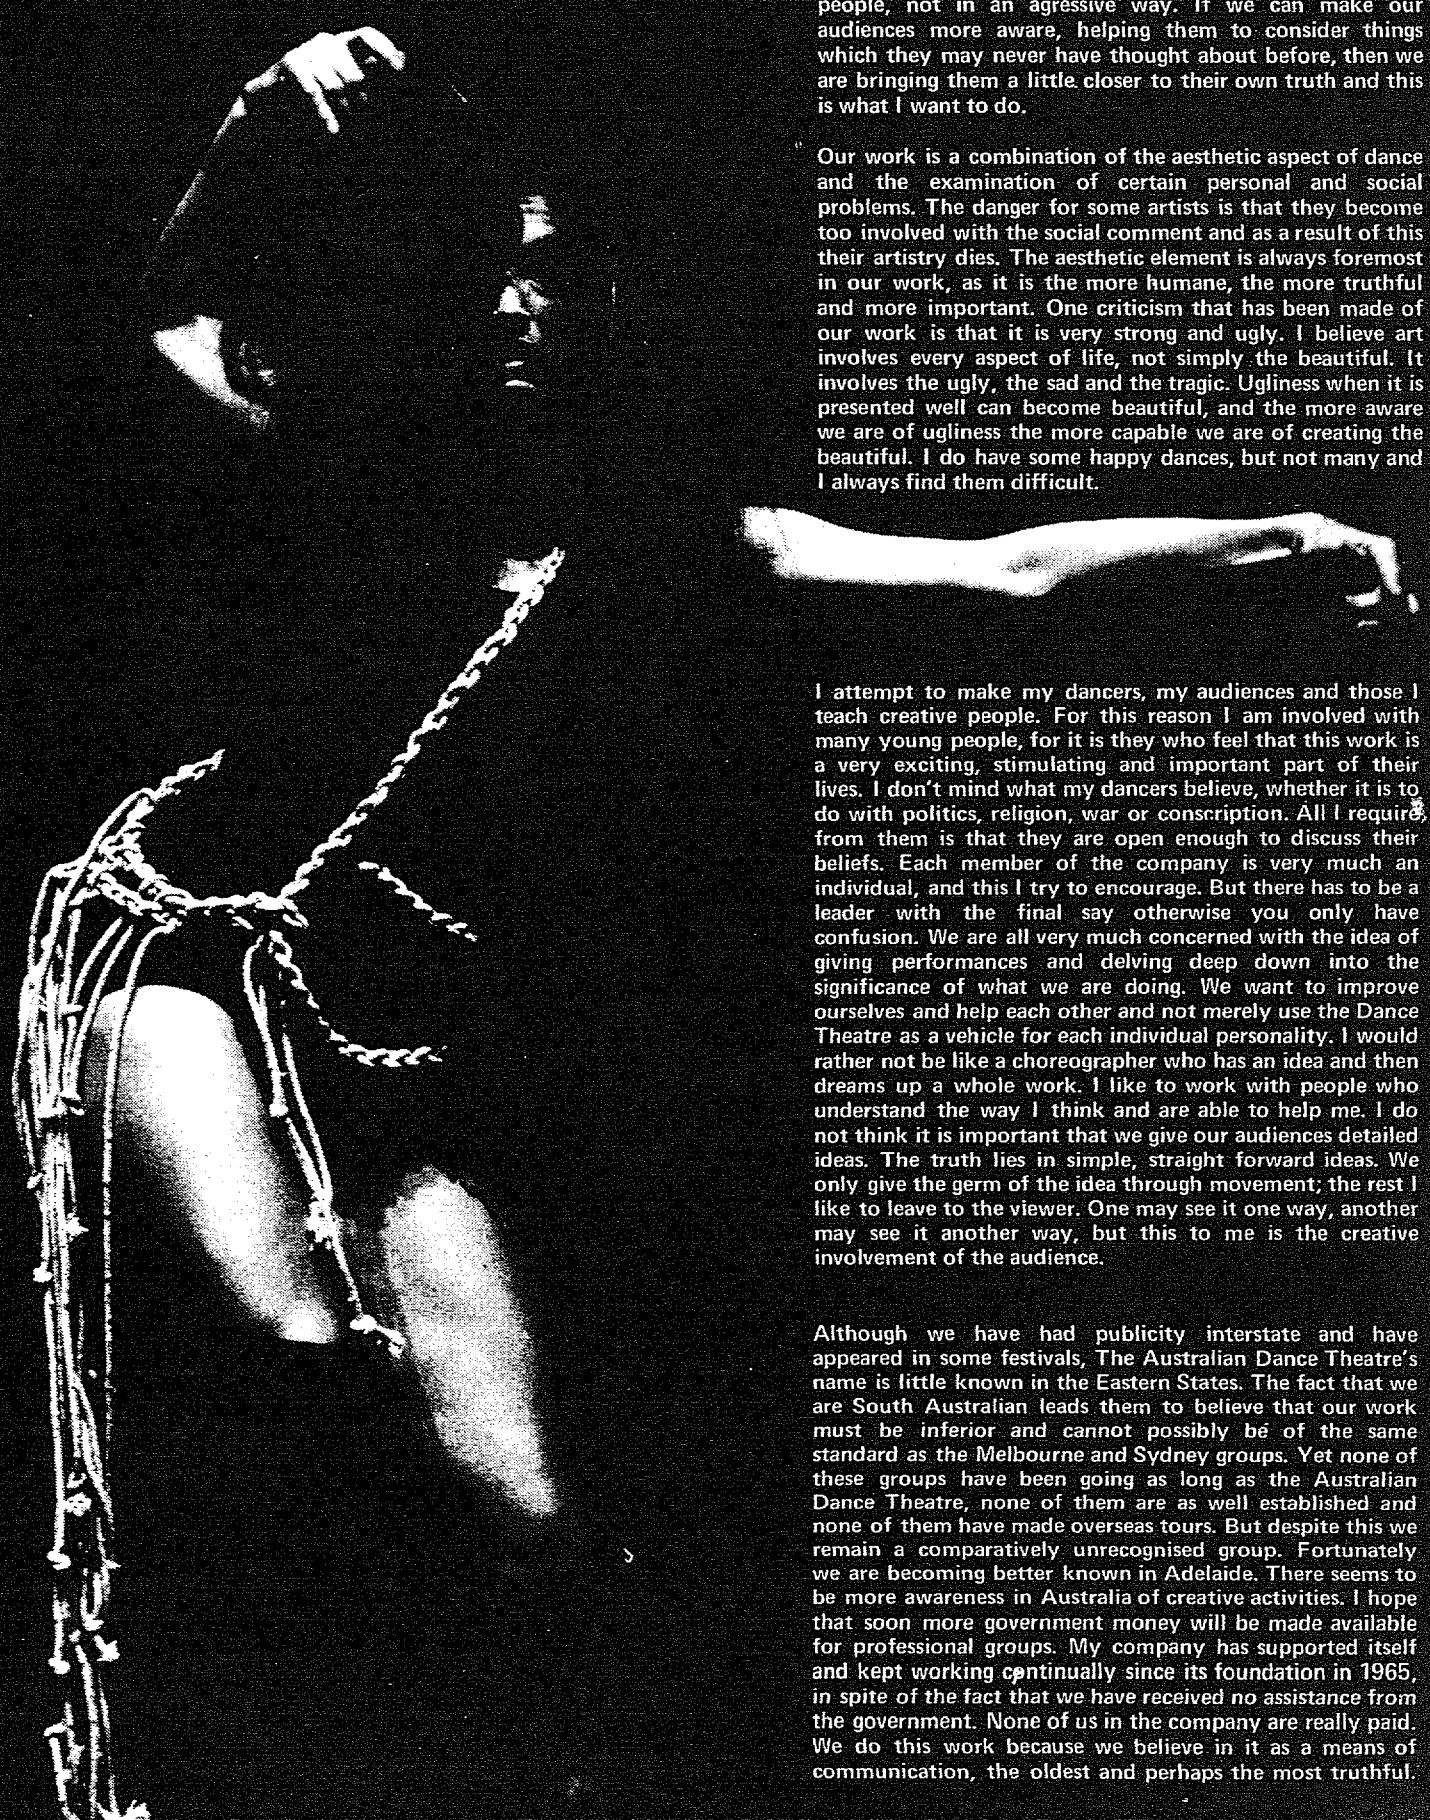 people, not in an agressive way. If we can make our
audiences more aware, helping them to consider things
which they may never have thought about before, then we
are bringing them a little closer to their own truth and this
is what I want to do.
Our work is a combination of the aesthetic aspect of dance
and the examination of certain personal and social
problems. The danger for some artists is that they become
too involved with the social comment and as a result of this
their artistry dies. The aesthetic element is always foremost
in our work, as it is the more humane, the more truthful
and more important. One criticism that has been made of
our work is that it is very strong and ugly. I believe art
involves every aspect of life, not simply the beautiful. It
involves the ugly, the sad and the tragic. Ugliness when it is
presented well can become beautiful, and the more aware
we are of ugliness the more capable we are of creating the
beautiful. I do have some happy dances, but not many and
I always find them difficult.
I attempt to make my dancers, my audiences and those I
teach creative people. For this reason I am involved with
many young people, for it is they who feel that this work is
a very exciting, stimulating and important part of their
lives. I don't mind what my dancers believe, whether it is to
do with politics, religion, war or conscription. All I require
from them is that they are open enough to discuss their
beliefs. Each member of the company is very much an
individual, and this I try to encourage. But there has to be a
leader with the final say otherwise you only have
confusion. We are all very much concerned with the idea of
giving performances and delving deep down into the
significance of what we are doing. We want to improve
ourselves and help each other and not merely use the Dance
Theatre as a vehicle for each individual personality. I would
rather not be like a choreographer who has an idea and then
dreams up a whole work. I like to work with people who
understand the way I think and are able to help me. I do
not think it is important that we give our audiences detailed
ideas. The truth lies in simple, straight forward ideas. We
only give the germ of the idea through movement; the rest I
like to leave to the viewer. One may see it one way, another
may see it another way, but this to me is the creative
involvement of the audience.
Although we have had publicity interstate and have
appeared in some festivals, The Australian Dance Theatre's
name is little known in the Eastern States. The fact that we
are South Australian leads them to believe that our work
must be inferior and cannot possibly be of the same
standard as the Melbourne and Sydney groups. Yet none of
these groups have been going as long as the Australian
Dance Theatre, none of them are as well established and
none of them have made overseas tours. But despite this we
remain a comparatively unrecognised group. Fortunately
we are becoming better known in Adelaide. There seems to
be more awareness in Australia of creative activities. I hope
that soon more government money will be made available
for professional groups. My company has supported itself
and kept working continually since its foundation in 1965,
in spite of the fact that we have received no assistance from
the government. None of us in the company are really paid.
We do this work because we believe in it as a means of
communication, the oldest and perhaps the most truthful.